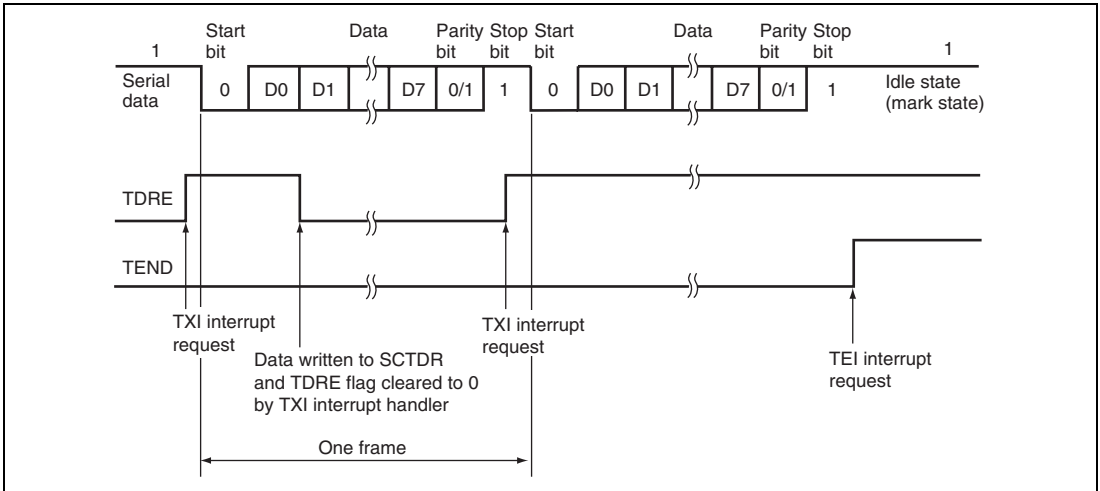 Start bit
Data
Parity bit
Stop bit
Start bit
Data
Parity bit
Stop bit
1
1
Serial data
0
D0
D1
D7
0/1
1
0
D0
D1
D7
0/1
1
Idle state
(mark state)
TDRE
TEND
TXI interrupt
request
Data written to SCTDR
and TDRE flag cleared to 0
by TXI interrupt handler
TXI interrupt
request
TEI interrupt
request
One frame